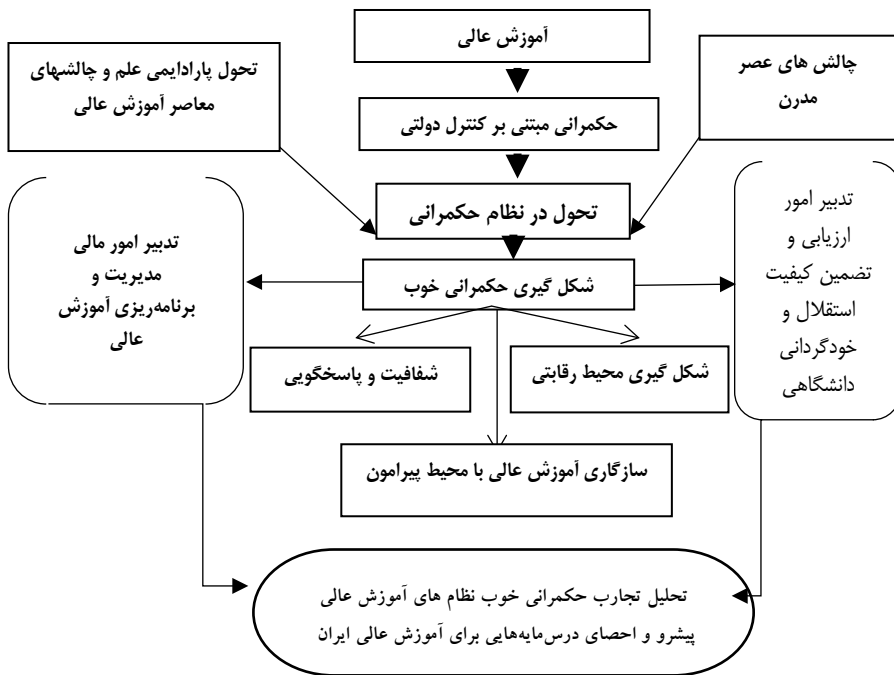 آموزش عالی
چالش های عصر
مدرن
تحول پارادایمی علم و چالشهای
معاصر آموزش عالی
حکمرانی مبتنی بر کنترل دولتی
تحول در نظام حکمرانی
شکل گیری حکمرانی خوب
تدبیر امور
ارزیابی و
تضمین کیفیت
استقلال و
خودگردانی
دانشگاهی
تدبیر امور مالی
مدیریت و
برنامه‌ریزی آموزش
عالی
شکل گیری محیط رقابتی
شفافیت و پاسخگویی
سازگاری آموزش عالی با محیط پیرامون
تحلیل تجارب حکمرانی خوب نظام های آموزش عالی
پیشرو و احصای درس‌مایه‌هایی برای آموزش عالی ایران